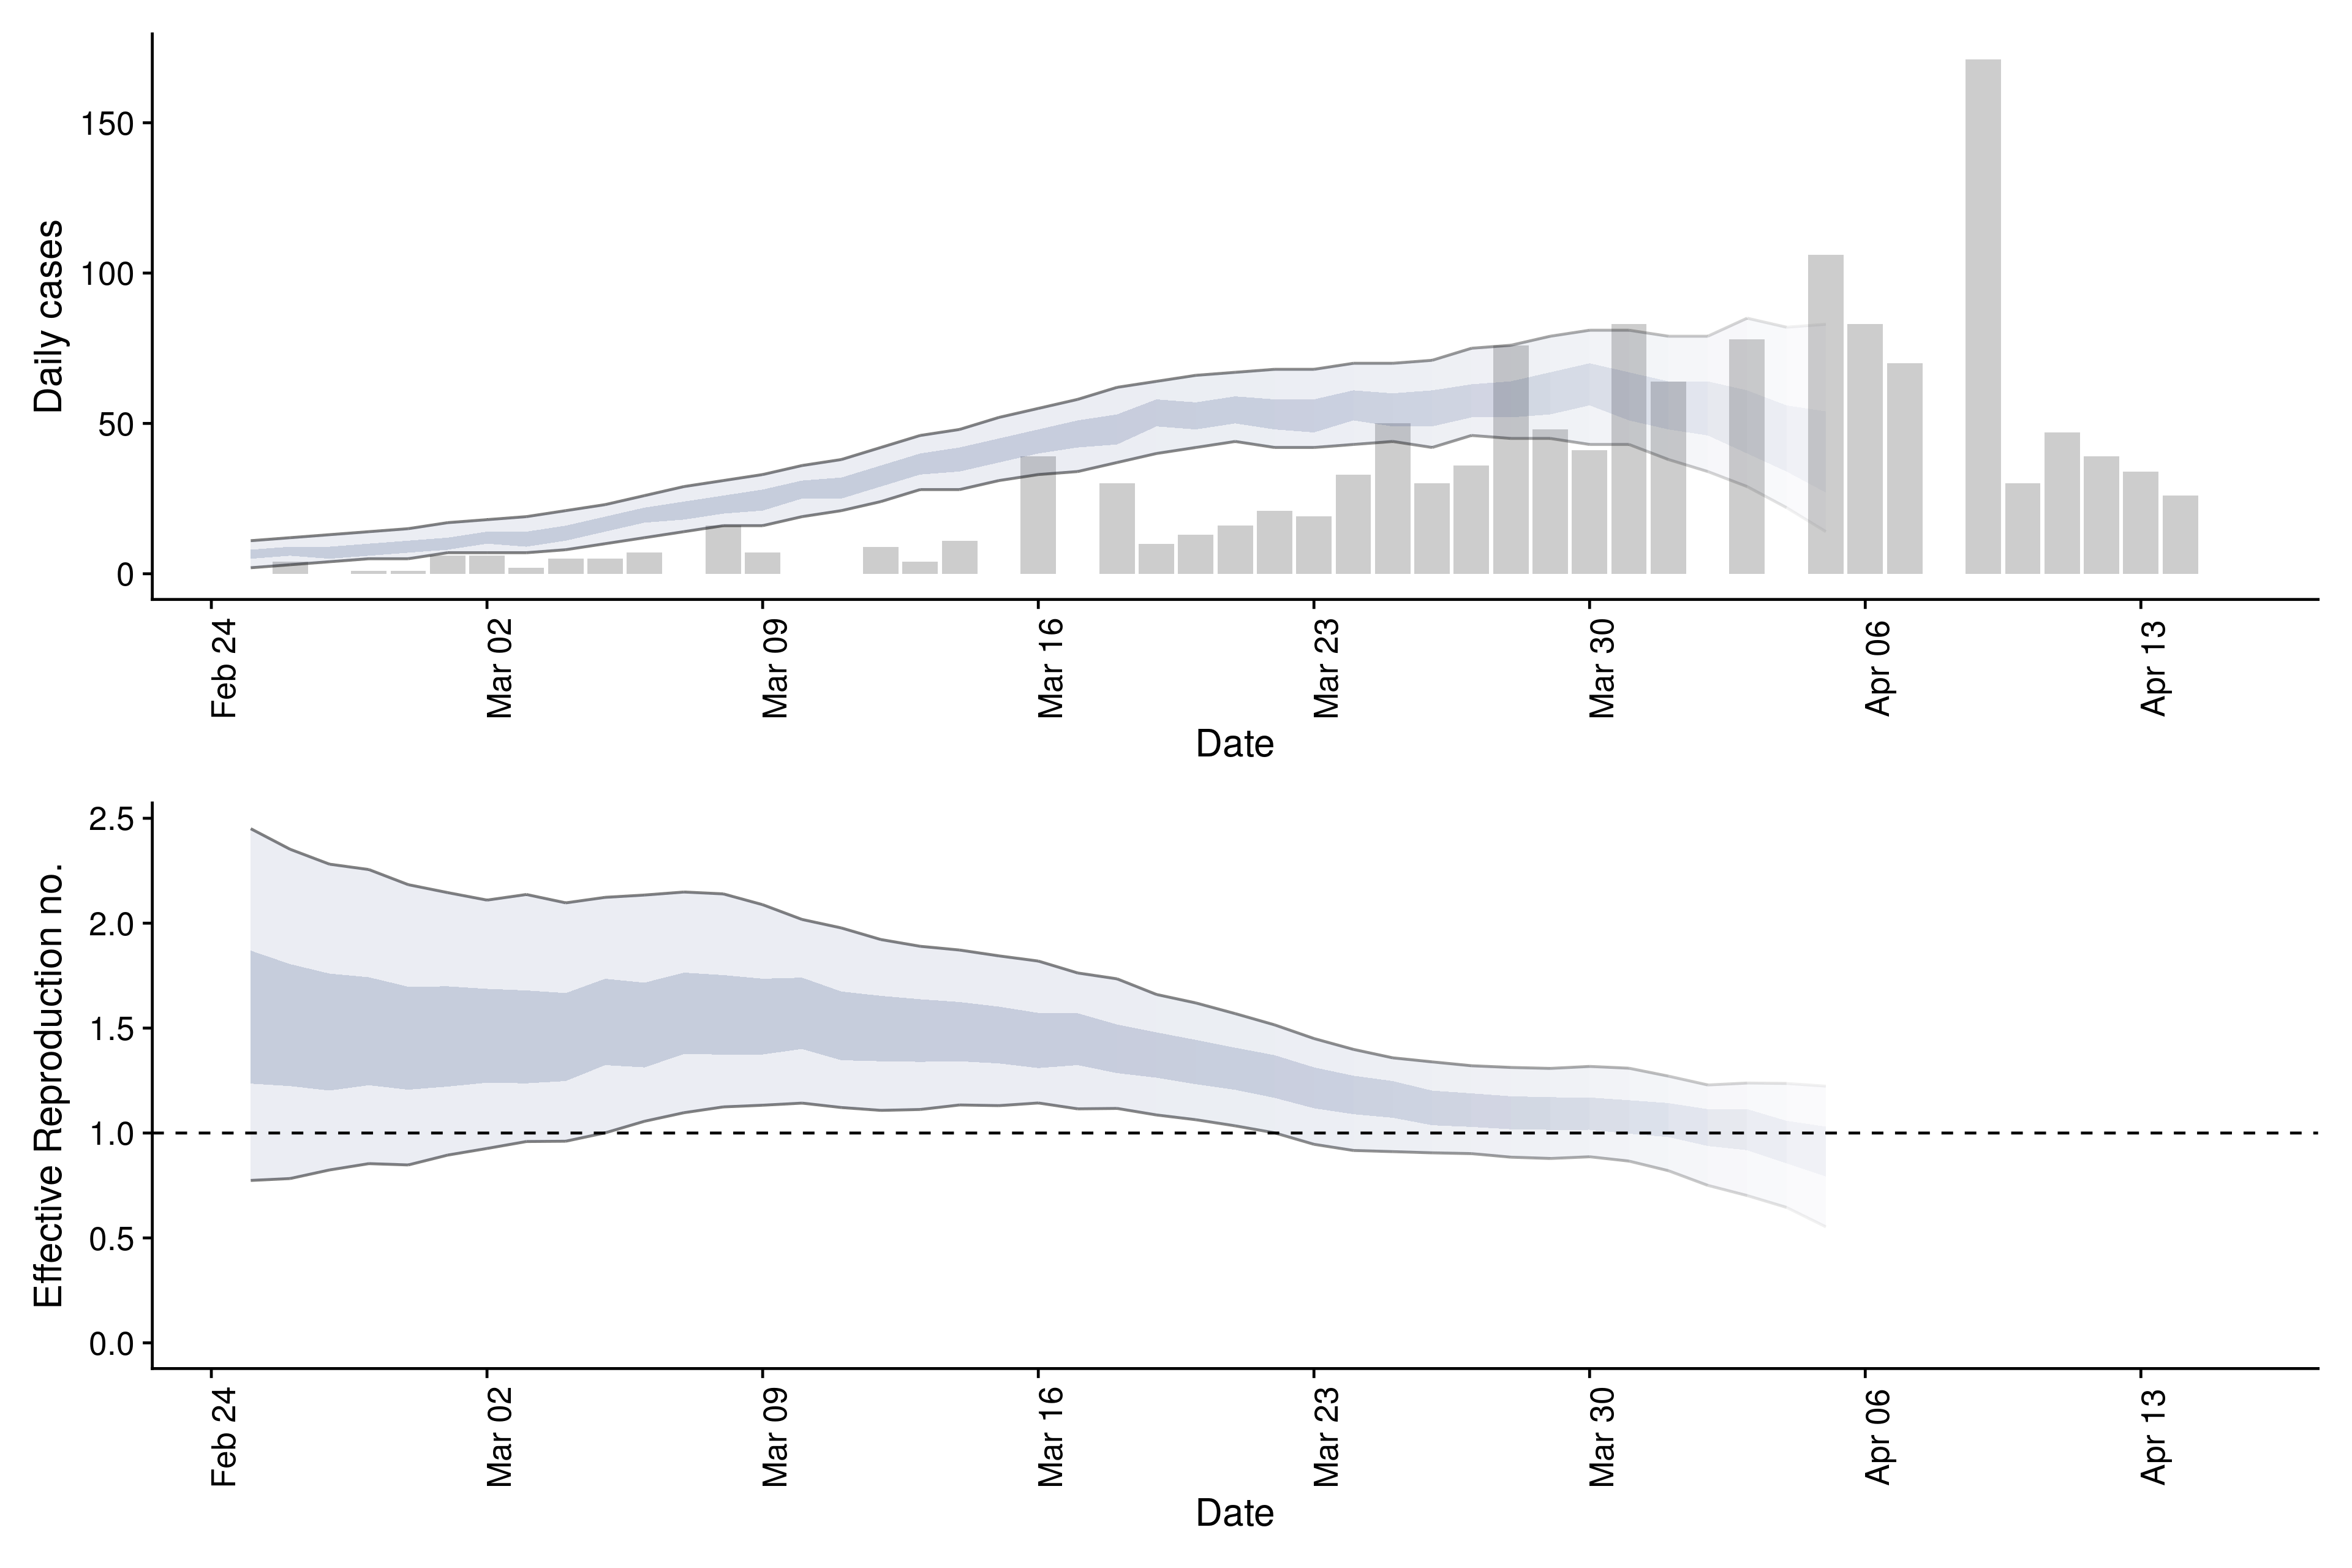 Daily cases
150
100
50
0
Feb 24
Mar 02
Mar 09
Mar 16
Mar 23
Mar 30
Apr 06
Apr 13
Date
Effective Reproduction no.
2.5
2.0
1.5
1.0
0.5
0.0
Feb 24
Mar 02
Mar 09
Mar 16
Mar 23
Mar 30
Apr 06
Apr 13
Date